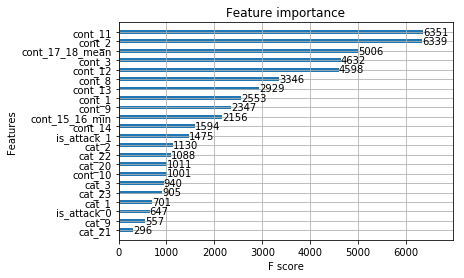 Feature importance
Features
cont_11 6351
cont_2 6339
cont_17_18_mean 5006
cont_3 4632
cont_12 4598
cont_8 3346
cont_13 2929
cont_1 2553
cont_9 2347
cont_15_16_min 2156
cont_14 1594
is_attack_1 1475
cat_2 1130
cat_22 1088
cat_20 1011
cont_10 1001
cat_3 940
cat_23 905
cat_1 701
is_attack_0 647
cat_9 557
cat_21 296
0 1000 2000 3000 4000 5000 6000
F score